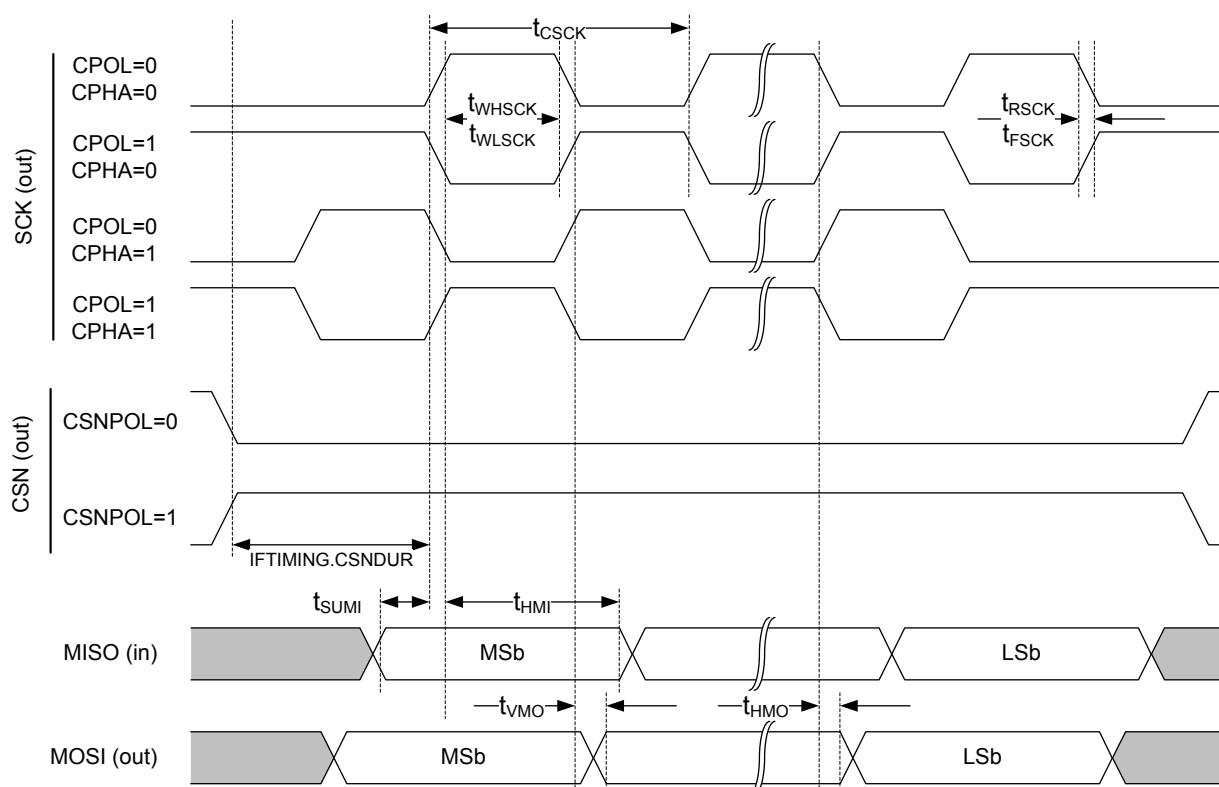 tCSCK
SCK (out)
CPOL=0
CPHA=0
tWHSCK
tWLSCK
tRSCK
tFSCK
CPOL=1
CPHA=0
CPOL=0
CPHA=1
CPOL=1
CPHA=1
CSN (out)
CSNPOL=0
CSNPOL=1
IFTIMING.CSNDUR
tSUMI
tHMI
MISO (in)
MSb
LSb
tVMO
tHMO
MOSI (out)
MSb
LSb